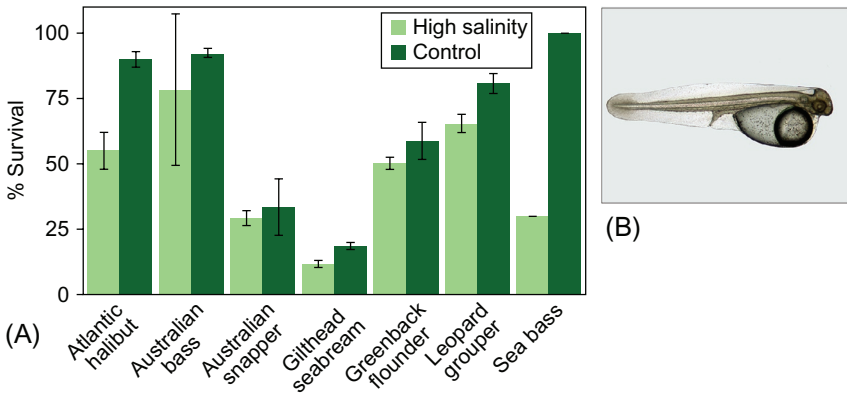 High salinity
Control
100
75
50
25
0
% Survival
Atlantic
halibut
Australian
bass
Australian
snapper
Gilthead
seabream
Greenback
flounder
Leopard
grouper
Sea bass
(A)
(B)